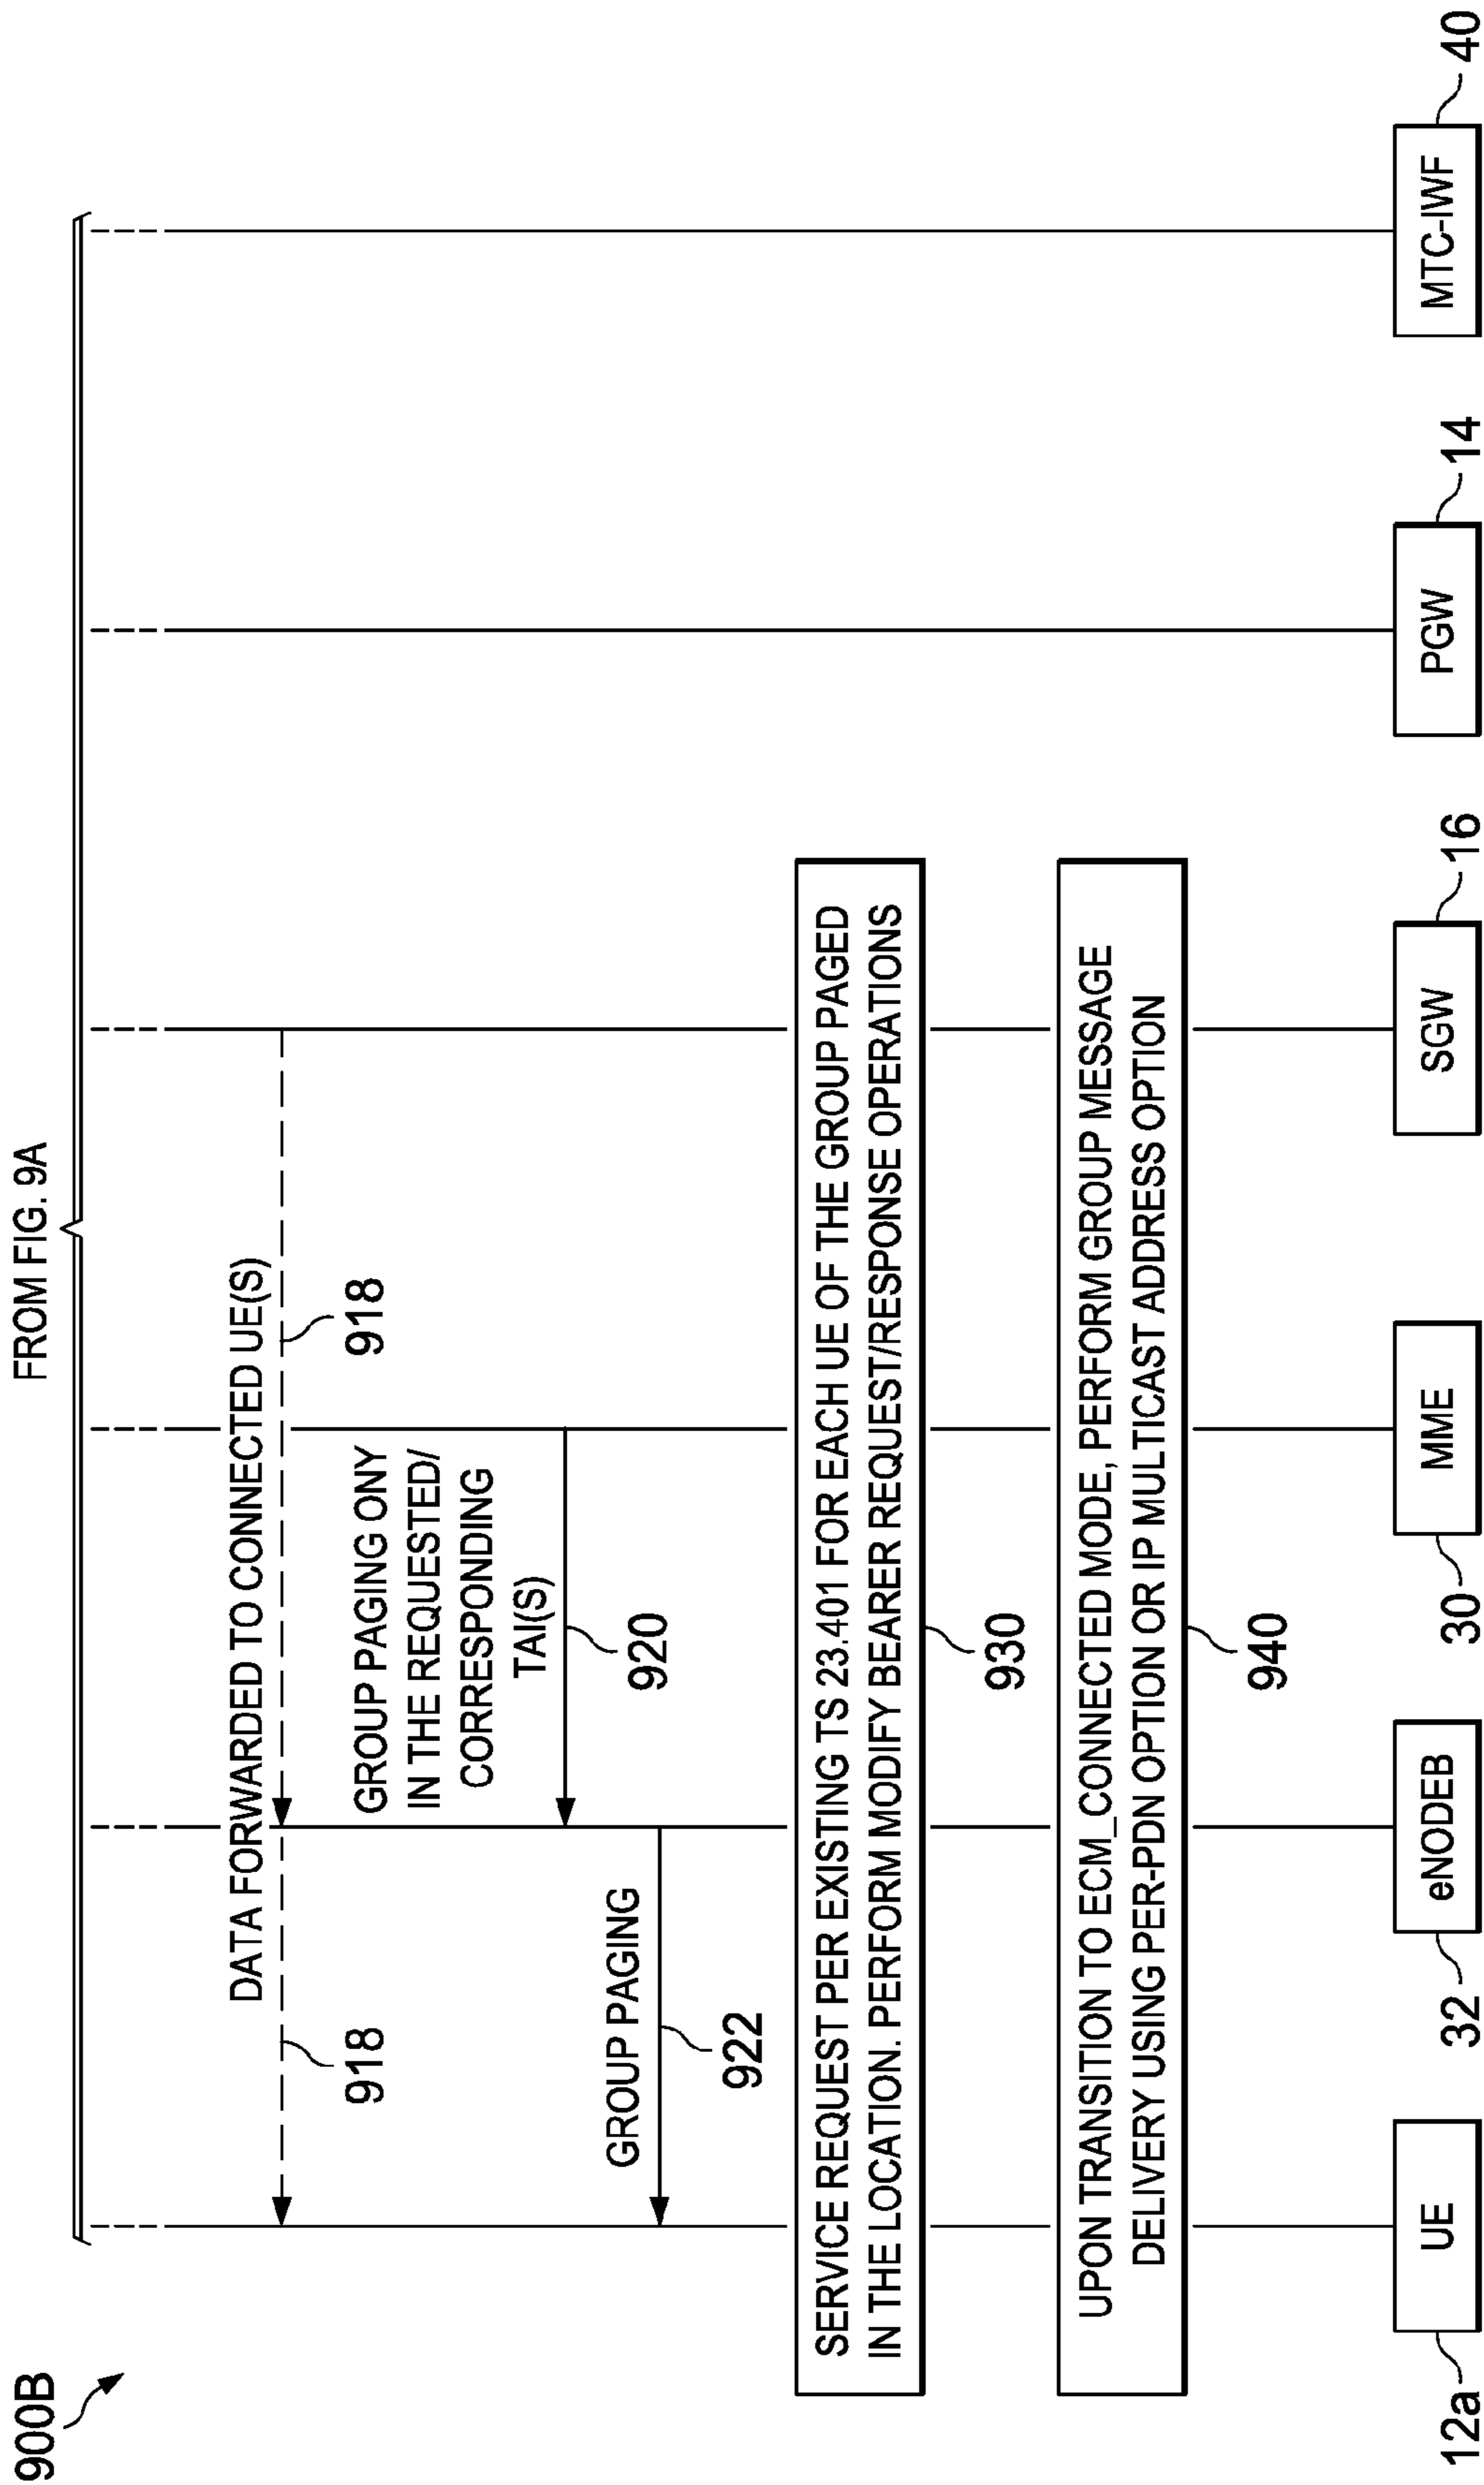 900B
FROM FIG. 9A
DATA FORWARDED TO CONNECTED UE(S)
918
918
GROUP PAGING ONY
IN THE REQUESTED/
CORRESPONDING
TAI(S)
920
GROUP PAGING
922
SERVICE REQUEST PER EXISTING TS 23.401 FOR EACH UE OF THE GROUP PAGED
IN THE LOCATION. PERFORM MODIFY BEARER REQUEST/RESPONSE OPERATIONS
930
UPON TRANSITION TO ECM_CONNECTED MODE, PERFORM GROUP MESSAGE
DELIVERY USING PER-PDN OPTION OR IP MULTICAST ADDRESS OPTION
940
UE
eNODEB
MME
SGW
PGW
MTC-IWF
12a
32
30
16
14
40